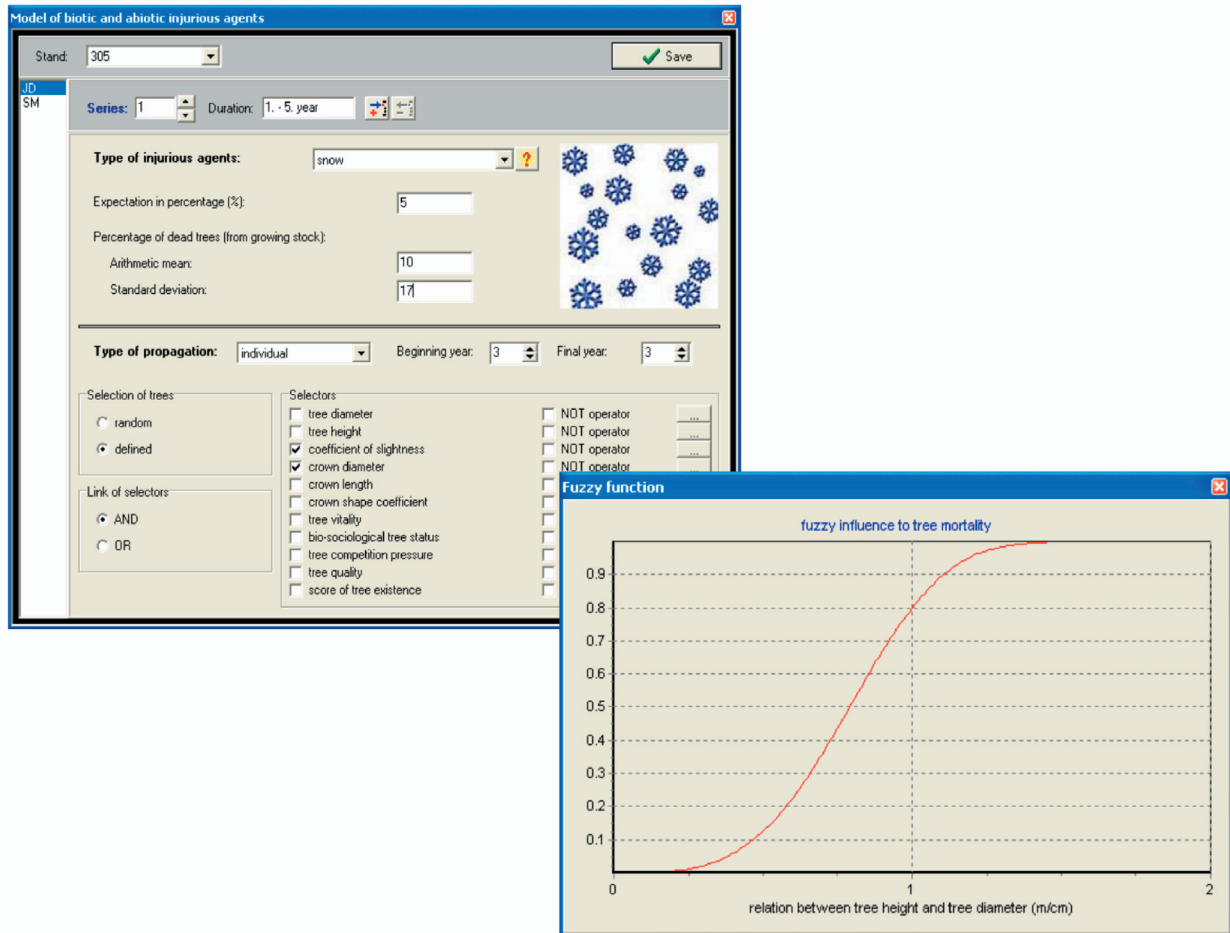 Model of biotic and abiotic injurious agents
Stand: 305 Save
JD
SM
Series: 1 Duration: 1. - 5. year
Type of injurious agents: snow ?
Expectation in percentage (%): 5
Percentage of dead trees (from growing stock):
Arithmetic mean: 10
Standard deviation: 17
Type of propagation: individual Beginning year: 3 Final year: 3
Selection of trees
random
defined
Link of selectors
AND
OR
Selectors
tree diameter NOT operator ...
tree height NOT operator ...
coefficient of slightness NOT operator ...
crown diameter NOT operator ...
crown length
crown shape coefficient
tree vitality
bio-sociological tree status
tree competition pressure
tree quality
score of tree existence
Fuzzy function
fuzzy influence to tree mortality
0.9
0.8
0.7
0.6
0.5
0.4
0.3
0.2
0.1
0 1 2
relation between tree height and tree diameter (m/cm)